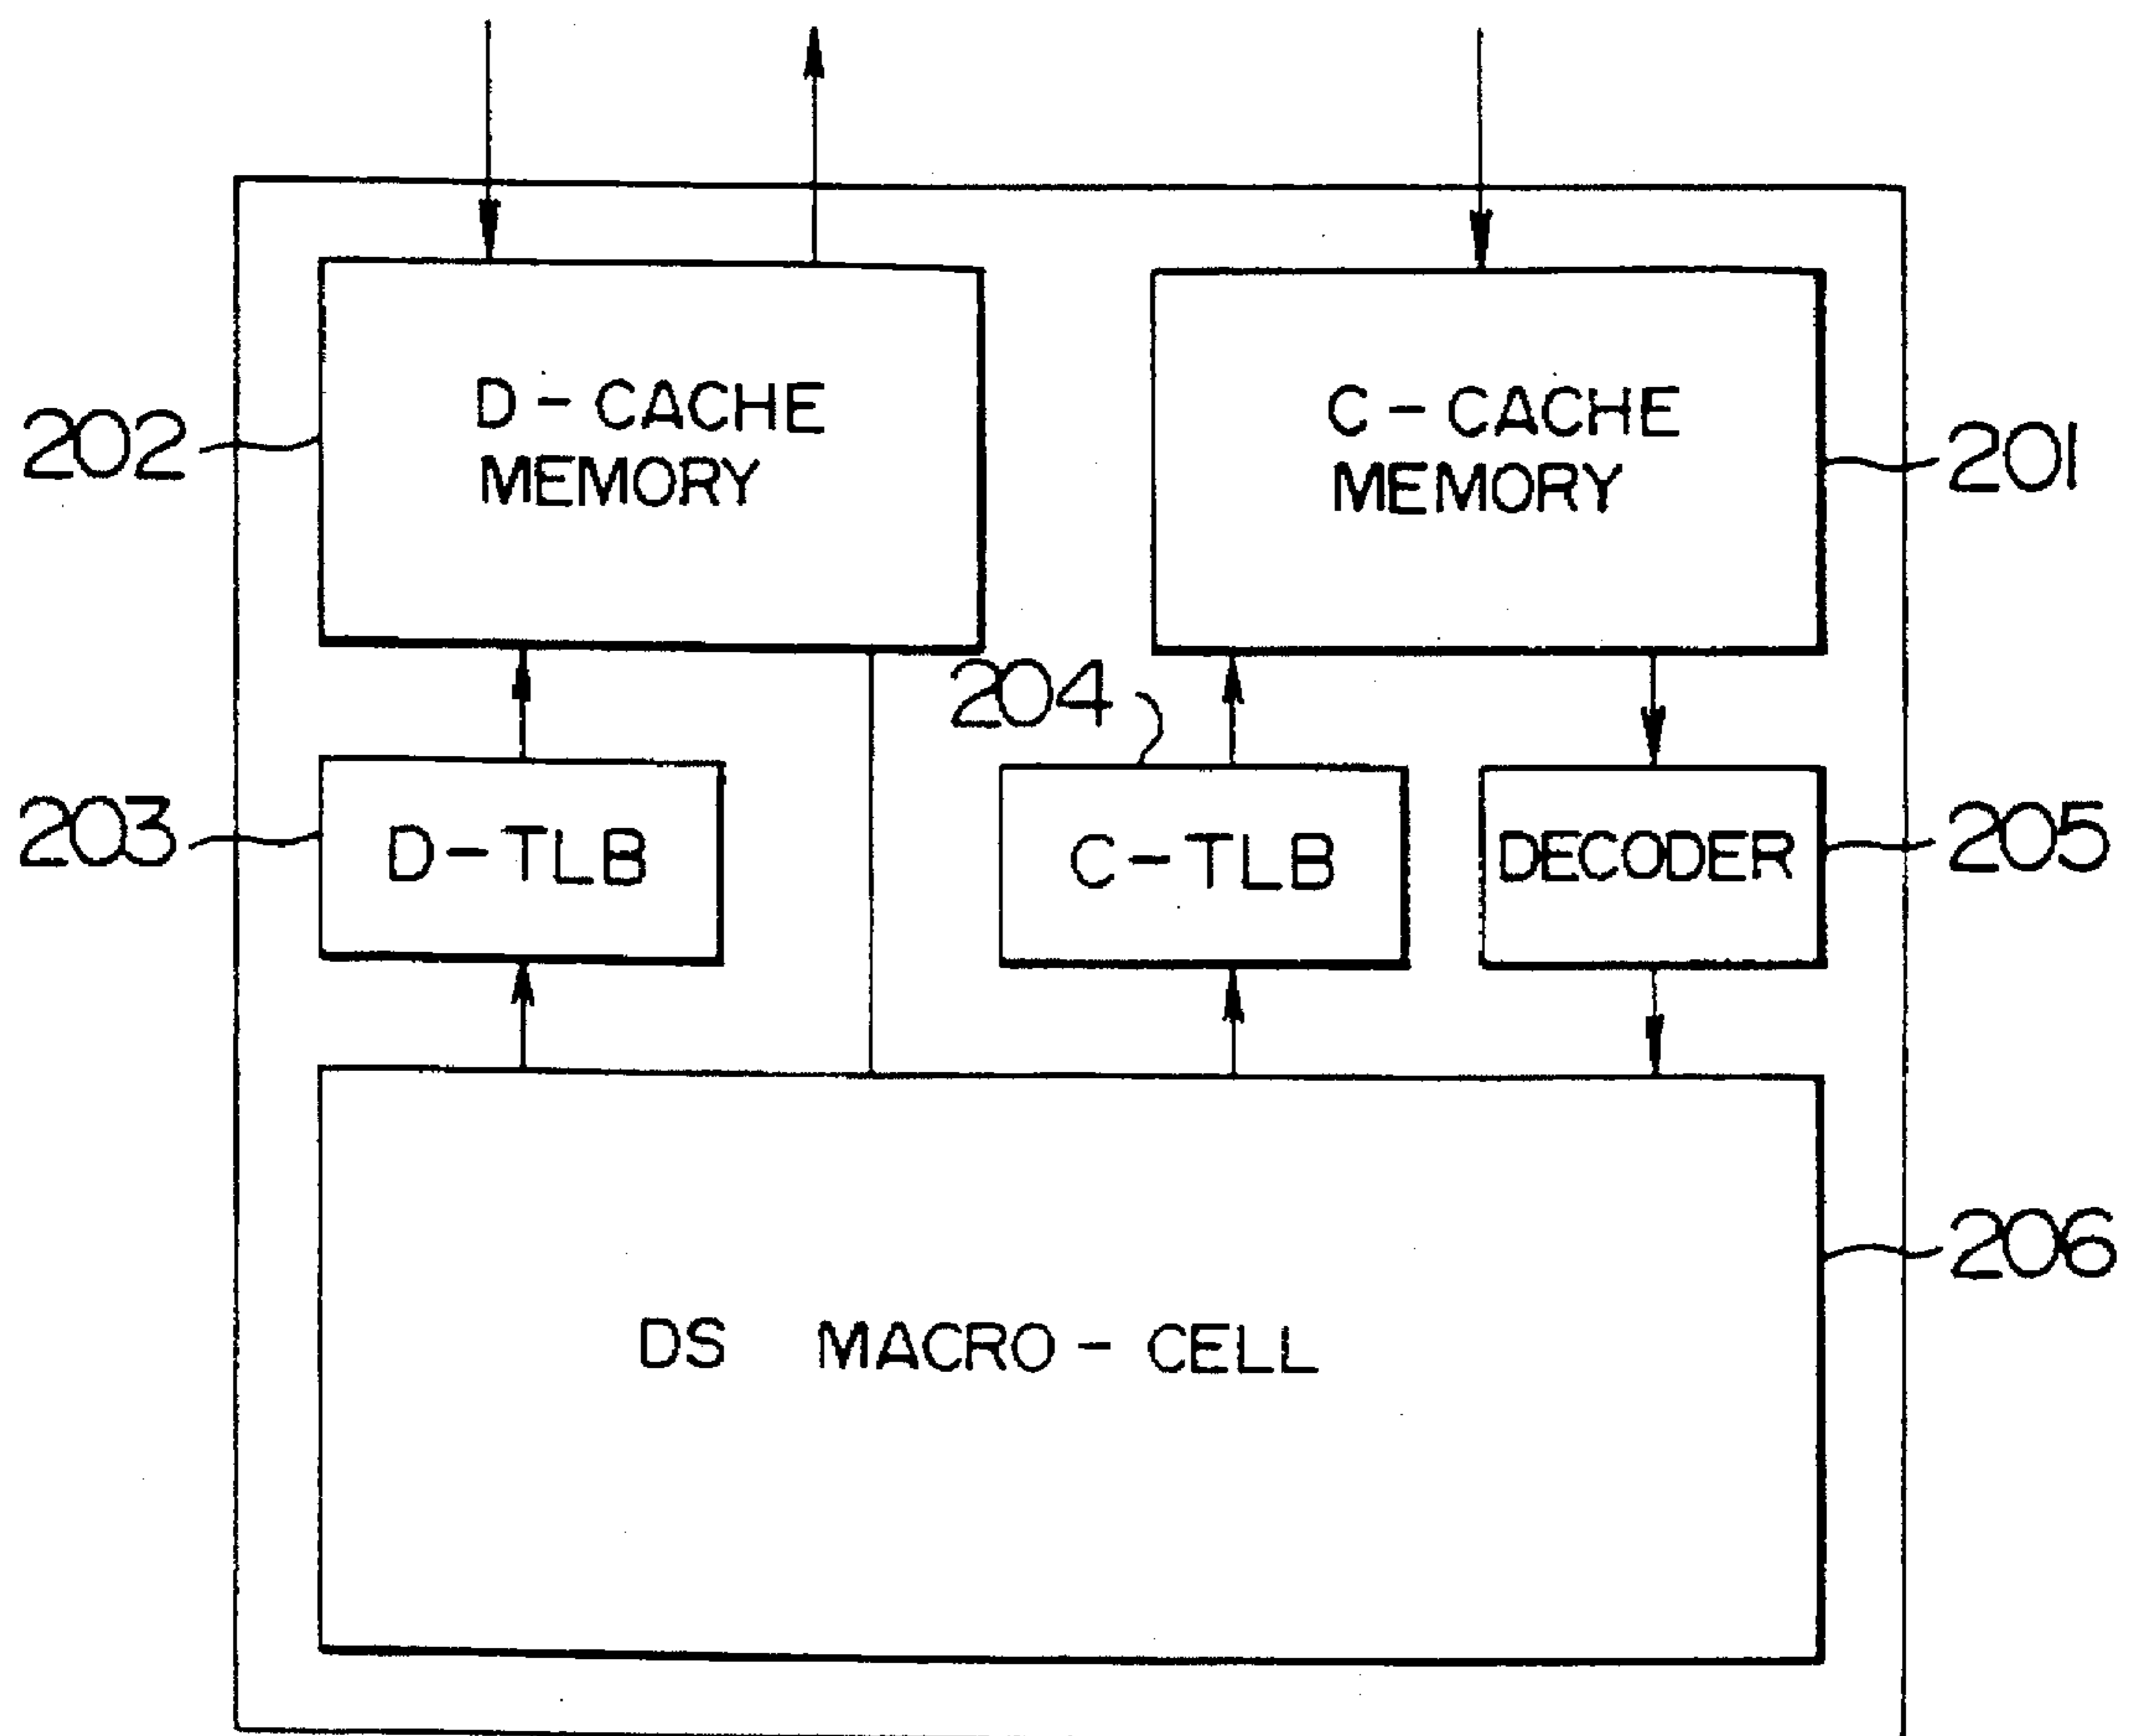 D - CACHE
MEMORY
C - CACHE
MEMORY
202
201
204
203
D - TLB
C - TLB
DECODER
205
206
DS MACRO - CELL